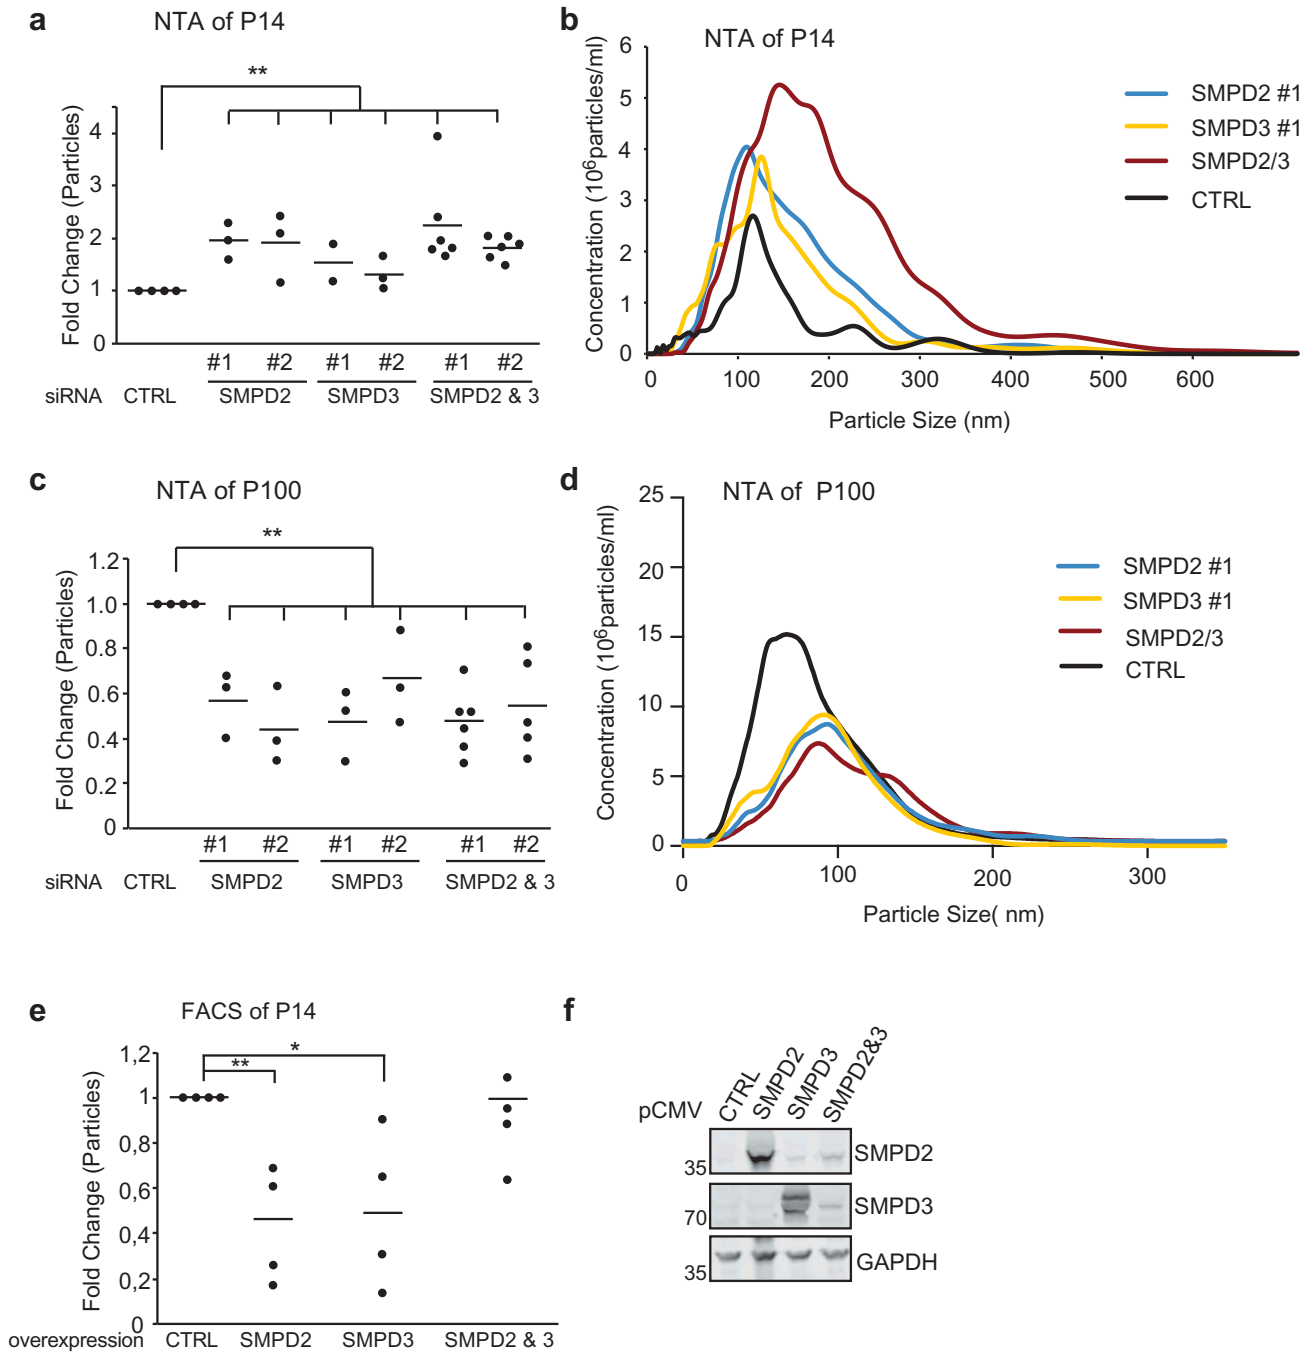 a
NTA of P14
**
Fold Change (Particles)
4
3
2
1
0
#1 #2 #1 #2 #1 #2
siRNA CTRL SMPD2 SMPD3 SMPD2 & 3
b
NTA of P14
Concentration (10⁶particles/ml)
6
5
4
3
2
1
0
0 100 200 300 400 500 600
Particle Size (nm)
SMPD2 #1
SMPD3 #1
SMPD2/3
CTRL
c
NTA of P100
**
Fold Change (Particles)
1.2
1.0
0.8
0.6
0.4
0.2
0
#1 #2 #1 #2 #1 #2
siRNA CTRL SMPD2 SMPD3 SMPD2 & 3
d
NTA of P100
Concentration (10⁶particles/ml)
25
20
15
10
5
0
0 100 200 300
Particle Size( nm)
SMPD2 #1
SMPD3 #1
SMPD2/3
CTRL
e
FACS of P14
*
**
Fold Change (Particles)
1,2
1
0,8
0,6
0,4
0,2
0
overexpression CTRL SMPD2 SMPD3 SMPD2 & 3
f
pCMV CTRL SMPD2 SMPD3 SMPD2&3
35 SMPD2
70 SMPD3
35 GAPDH